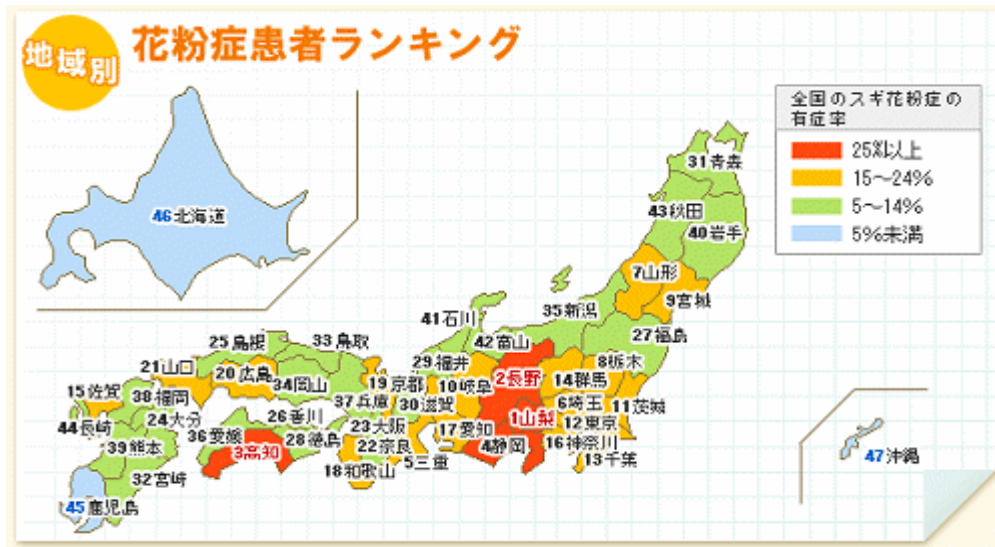 地域別
花粉症患者ランキング
全国のスギ花粉症の
有症率
25%以上
15～24%
5～14%
5%未満
46北海道
31青森
43秋田
40岩手
7山形
9宮城
35新潟
41石川
27福島
42富山
25島根
33鳥取
29福井
8栃木
21山口
20広島
34岡山
19京都
10岐阜
2長野
14群馬
15佐賀
38福岡
37兵庫
30滋賀
6埼玉
11茨城
26香川
1山梨
24大分
23大阪
17愛知
12東京
44長崎
36愛媛
28徳島
22奈良
4静岡
16神奈川
39熊本
3高知
5三重
13千葉
18和歌山
32宮崎
45鹿児島
47沖縄